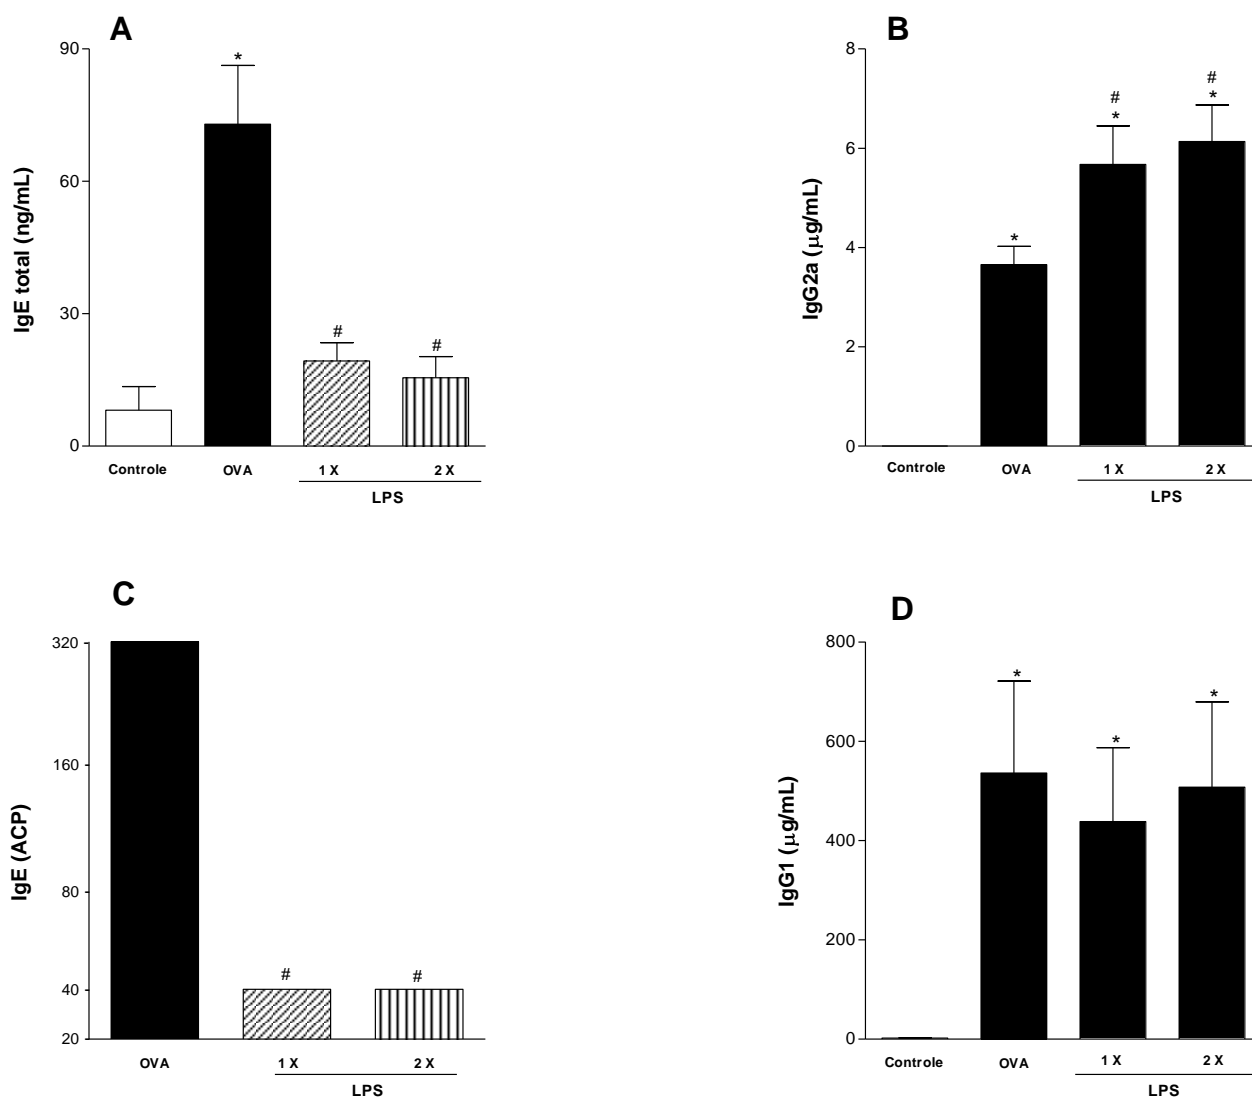 A
90
60
30
0
IgE total (ng/mL)
*
#
#
Controle OVA 1 X 2 X
LPS
B
8
6
4
2
0
IgG2a (µg/mL)
*
#
*
#
*
Controle OVA 1 X 2 X
LPS
C
320
160
80
40
20
IgE (ACP)
#
#
OVA 1 X 2 X
LPS
D
800
600
400
200
0
IgG1 (µg/mL)
*
*
*
Controle OVA 1 X 2 X
LPS